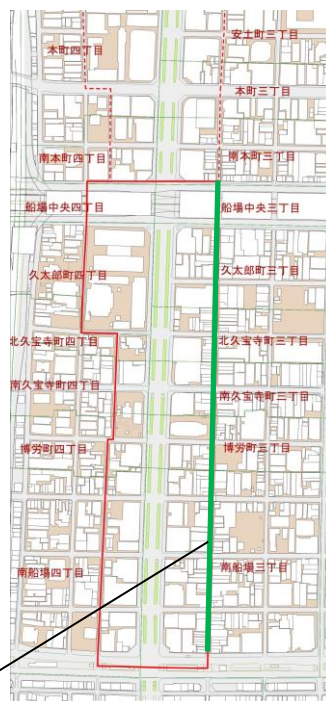 安土町三丁目
本町四丁目
本町三丁目
南本町四丁目
南本町三丁目
船場中央四丁目
船場中央三丁目
久太郎町四丁目
久太郎町三丁目
北久宝寺町四丁目
北久宝寺町三丁目
南久宝寺町四丁目
南久宝寺町三丁目
博労町四丁目
博労町三丁目
南船場四丁目
南船場三丁目